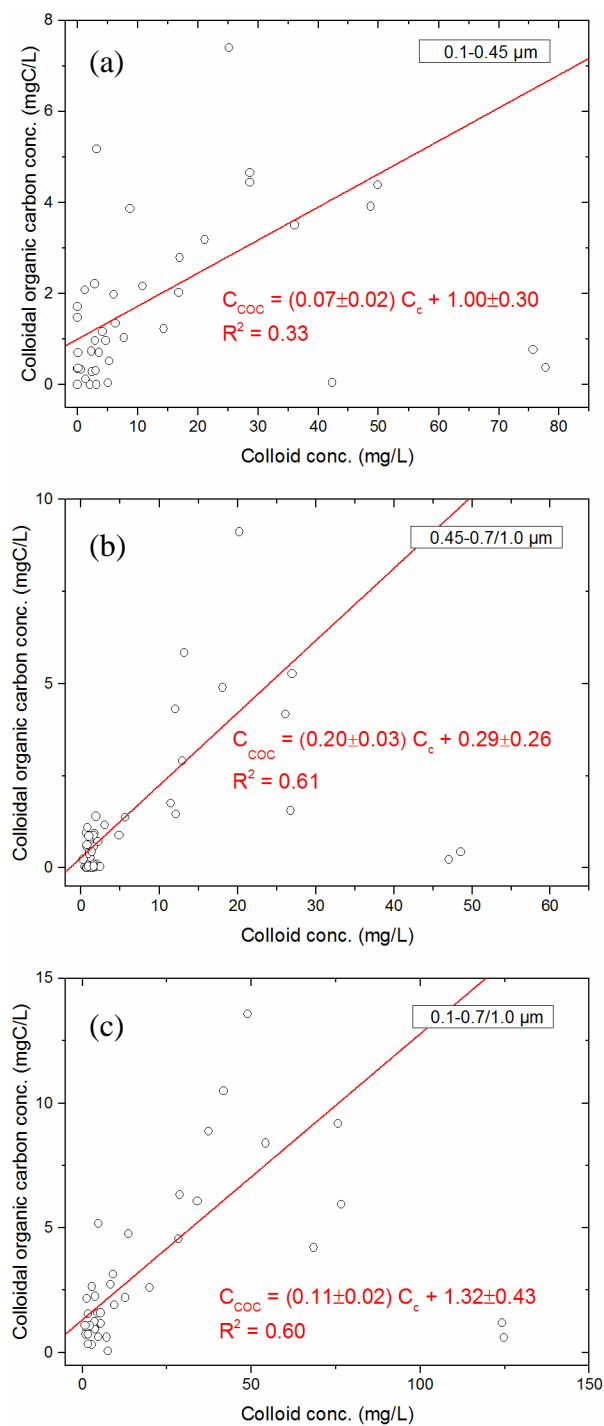 (a)
0.1-0.45 µm
Colloidal organic carbon conc. (mgC/L)
8
6
4
2
0
C_COC = (0.07±0.02) C_c + 1.00±0.30
R² = 0.33
0 10 20 30 40 50 60 70 80
Colloid conc. (mg/L)
(b)
0.45-0.7/1.0 µm
Colloidal organic carbon conc. (mgC/L)
10
5
0
C_COC = (0.20±0.03) C_c + 0.29±0.26
R² = 0.61
0 10 20 30 40 50 60
Colloid conc. (mg/L)
(c)
0.1-0.7/1.0 µm
Colloidal organic carbon conc. (mgC/L)
15
10
5
0
C_COC = (0.11±0.02) C_c + 1.32±0.43
R² = 0.60
0 50 100 150
Colloid conc. (mg/L)